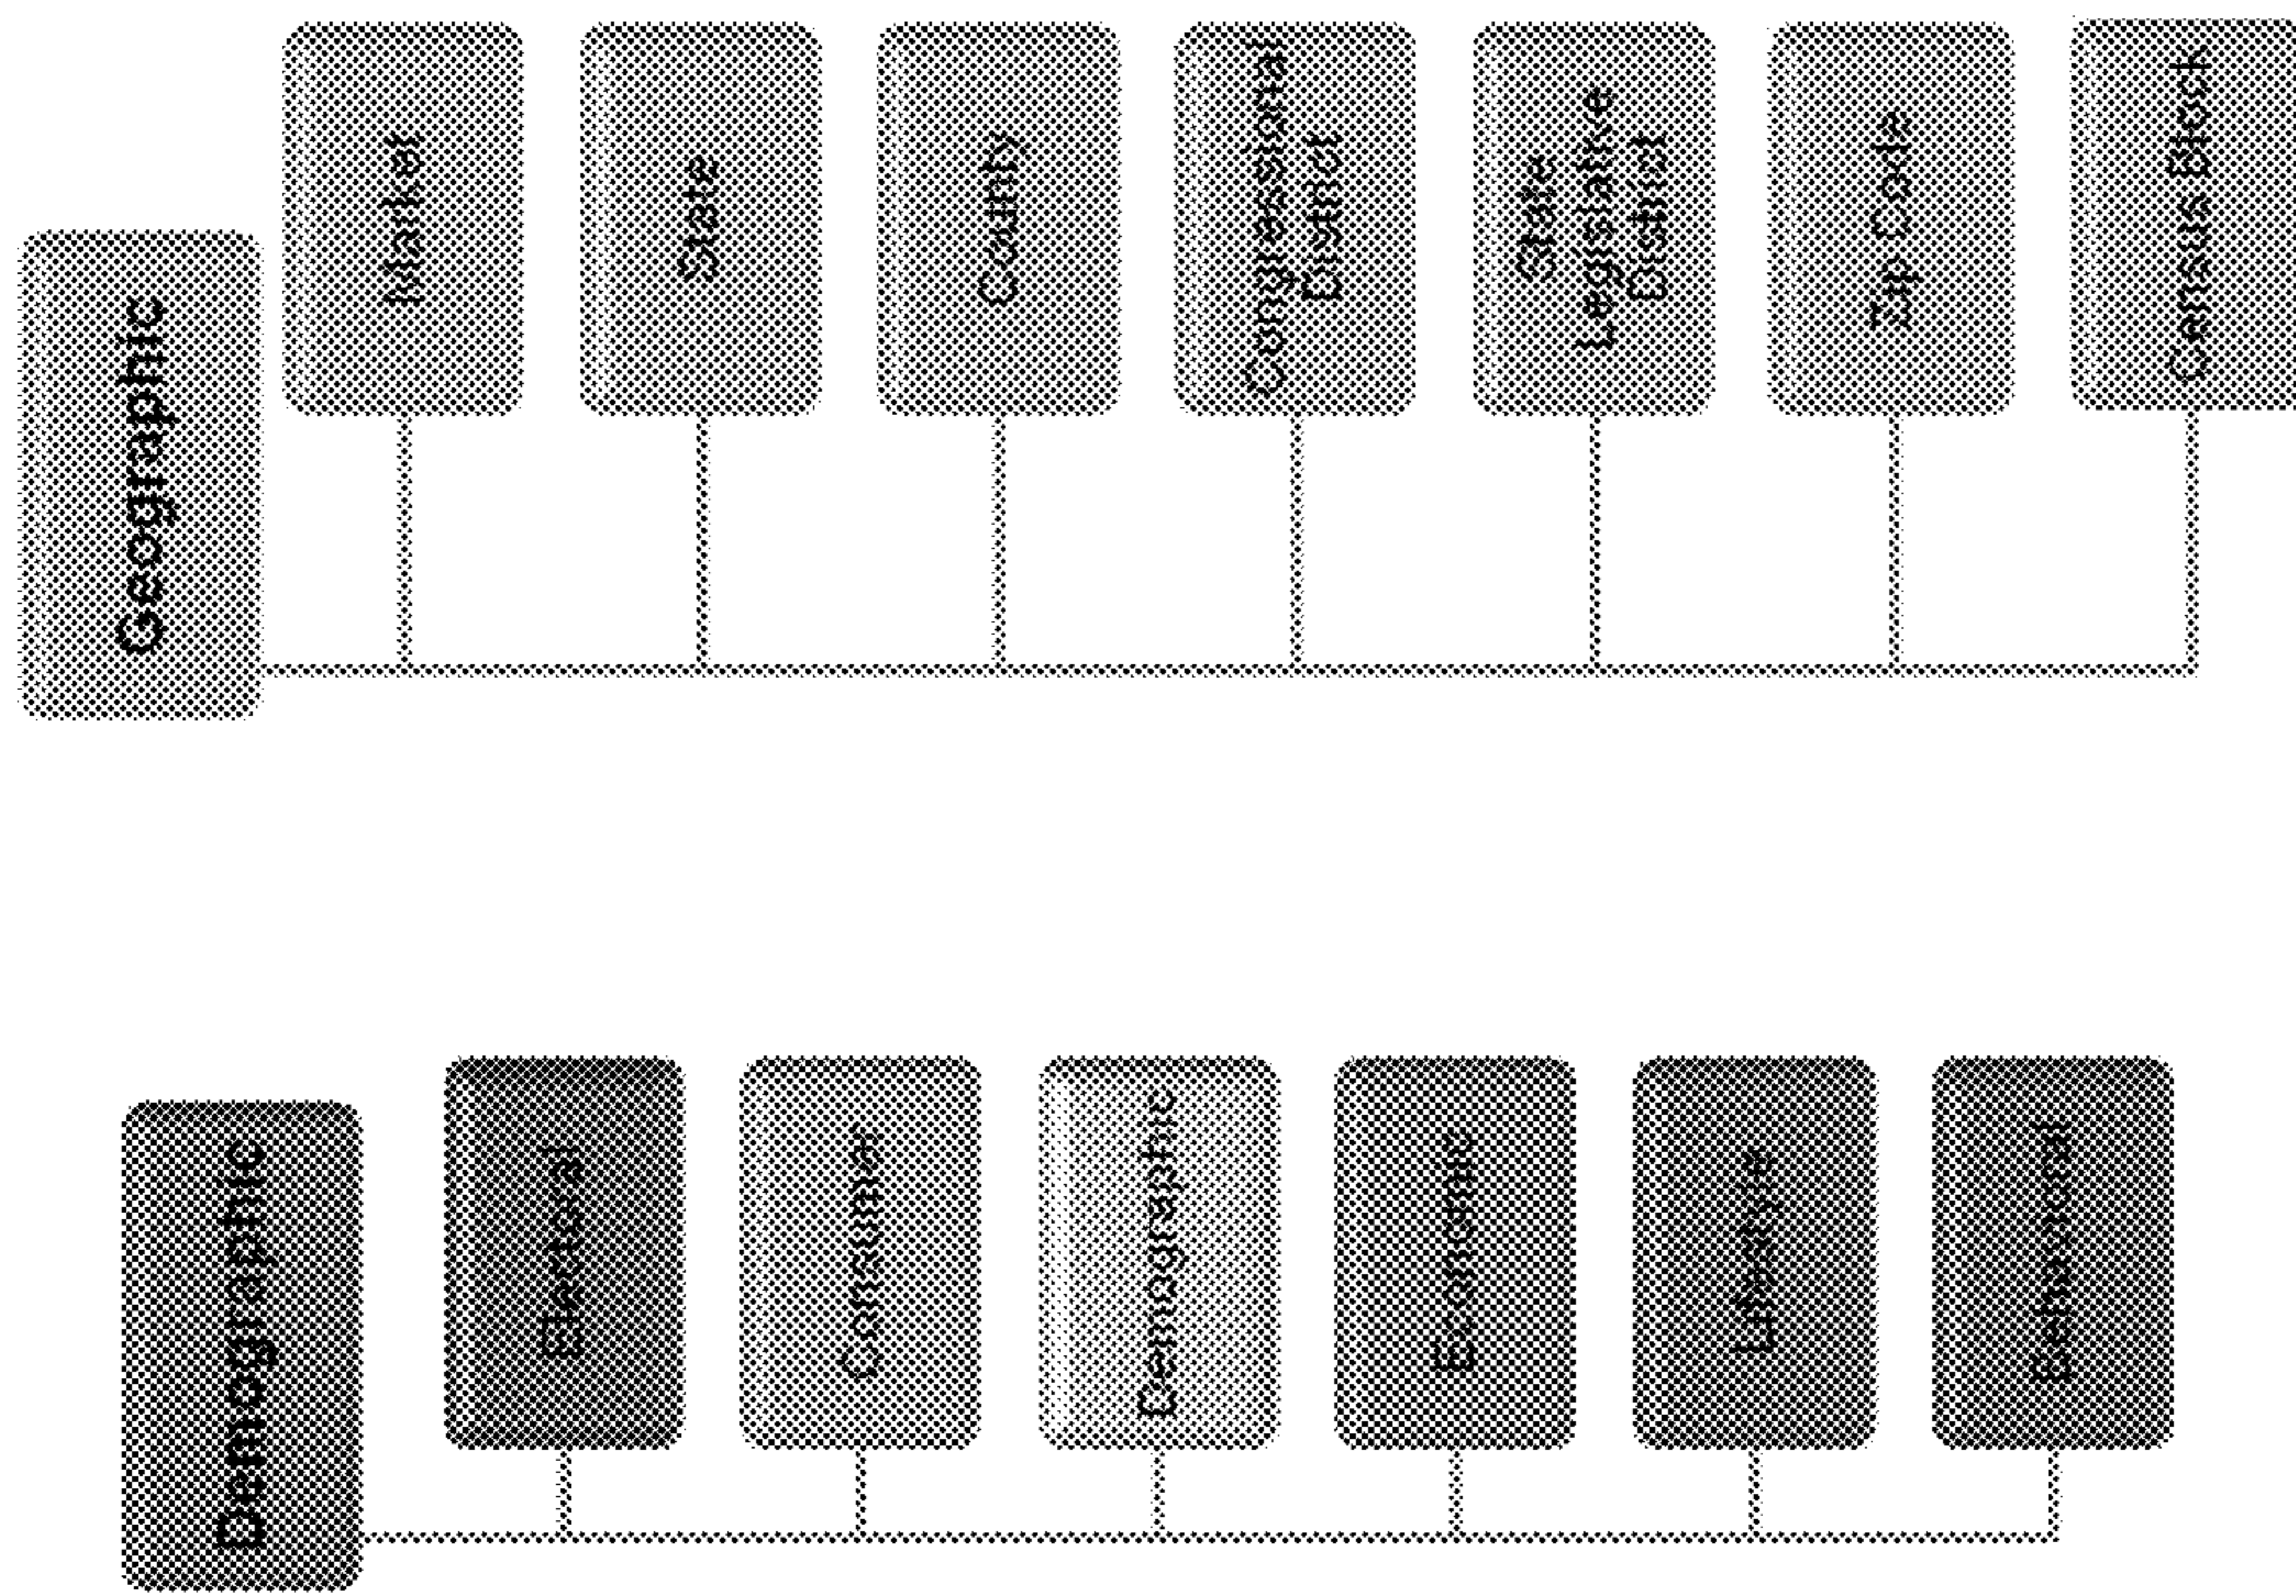 Geographic
Market
State
County
Congressional
District
State
Legislative
District
Zip Code
Census Block
Demographic
Electoral
Consumer
Demographic
Economic
Lifestyle
Behavioral